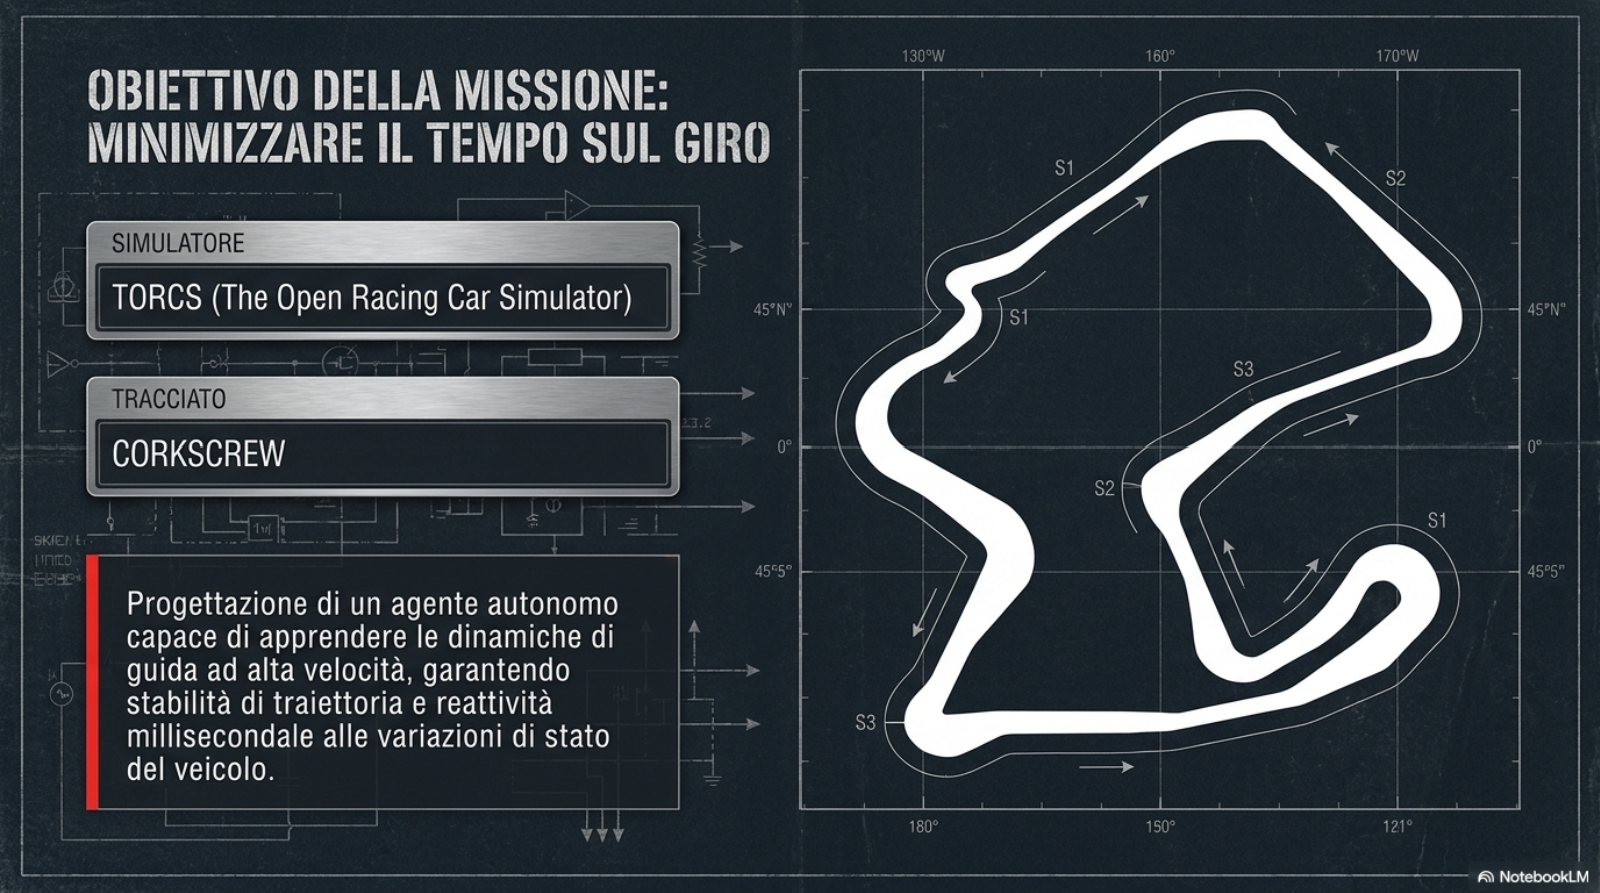 OBIETTIVO DELLA MISSIONE:
MINIMIZZARE IL TEMPO SUL GIRO
SIMULATORE
TORCS (The Open Racing Car Simulator)
TRACCIATO
CORKSCREW
Progettazione di un agente autonomo
capace di apprendere le dinamiche di
guida ad alta velocità, garantendo
stabilità di traiettoria e reattività
millisecondale alle variazioni di stato
del veicolo.
130°W
160°
170°W
S1
S2
45°N°
S1
45°N°
S3
0°
0°
S2
S1
45°5°
45°5°
S3
180°
150°
121°
NotebookLM